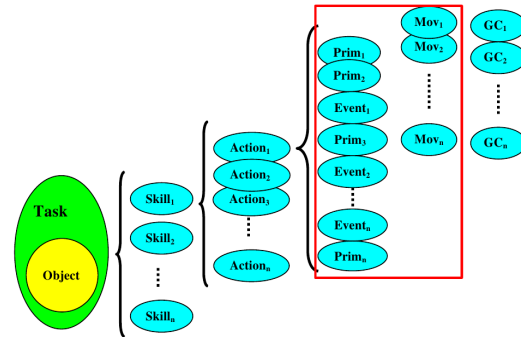 Task
Object
Skill₁
Skill₂
Skillₙ
Action₁
Action₂
Action₃
Actionₙ
Prim₁
Prim₂
Event₁
Prim₃
Event₂
Eventₙ
Primₙ
Mov₁
Mov₂
Movₙ
GC₁
GC₂
GCₙ